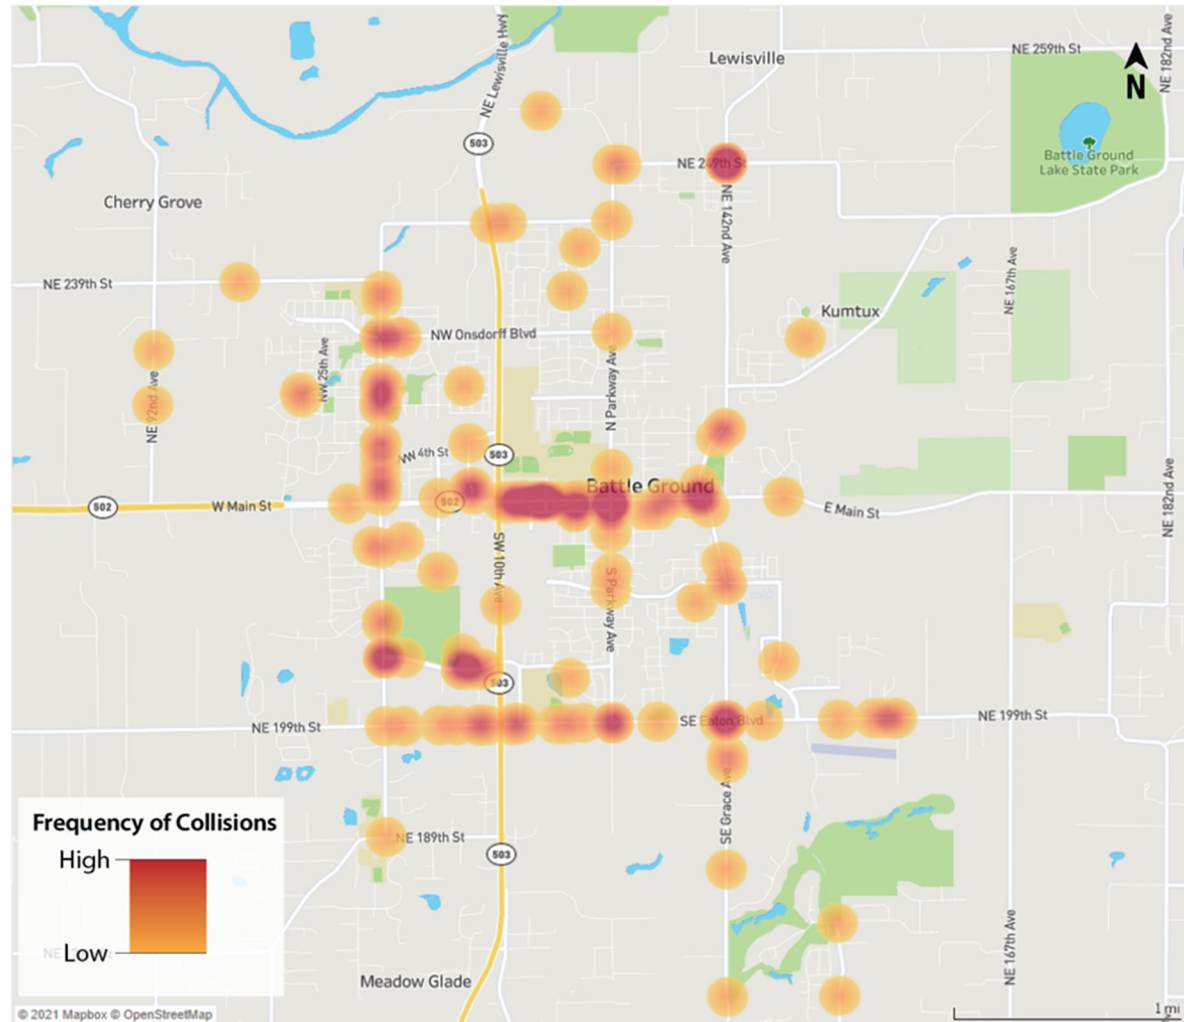 NE Lewisville Hwy
Lewisville
NE 259th St
NE 182nd Ave
N
503
NE 249th St
Battle Ground
Lake State Park
Cherry Grove
NE 142nd Ave
NE 239th St
NE 167th Ave
Kumtux
NW Onsdorff Blvd
NW 25th Ave
N Parkway Ave
NE 92nd Ave
NW 4th St
503
Battle Ground
502
W Main St
502
E Main St
NE 182nd Ave
SW 10th Ave
S Parkway Ave
503
NE 199th St
SE Eaton Blvd
NE 199th St
SE Grace Ave
Frequency of Collisions
High
Low
NE 189th St
503
NE 167th Ave
Meadow Glade
© 2021 Mapbox © OpenStreetMap
1 mi